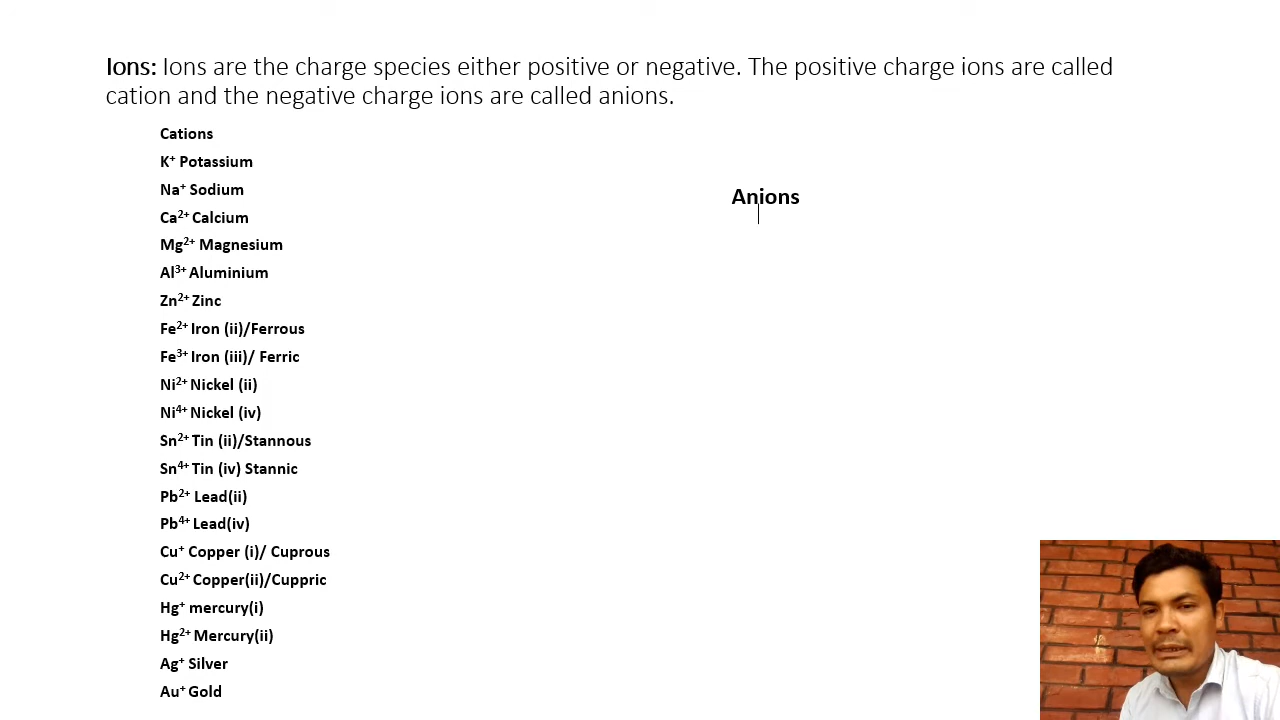 Ions: Ions are the charge species either positive or negative. The positive charge ions are called
cation and the negative charge ions are called anions.
Cations
K⁺ Potassium
Na⁺ Sodium
Ca²⁺ Calcium
Mg²⁺ Magnesium
Al³⁺ Aluminium
Zn²⁺ Zinc
Fe²⁺ Iron (ii)/Ferrous
Fe³⁺ Iron (iii)/ Ferric
Ni²⁺ Nickel (ii)
Ni⁴⁺ Nickel (iv)
Sn²⁺ Tin (ii)/Stannous
Sn⁴⁺ Tin (iv) Stannic
Pb²⁺ Lead(ii)
Pb⁴⁺ Lead(iv)
Cu⁺ Copper (i)/ Cuprous
Cu²⁺ Copper(ii)/Cuppric
Hg⁺ mercury(i)
Hg²⁺ Mercury(ii)
Ag⁺ Silver
Au⁺ Gold
Anions